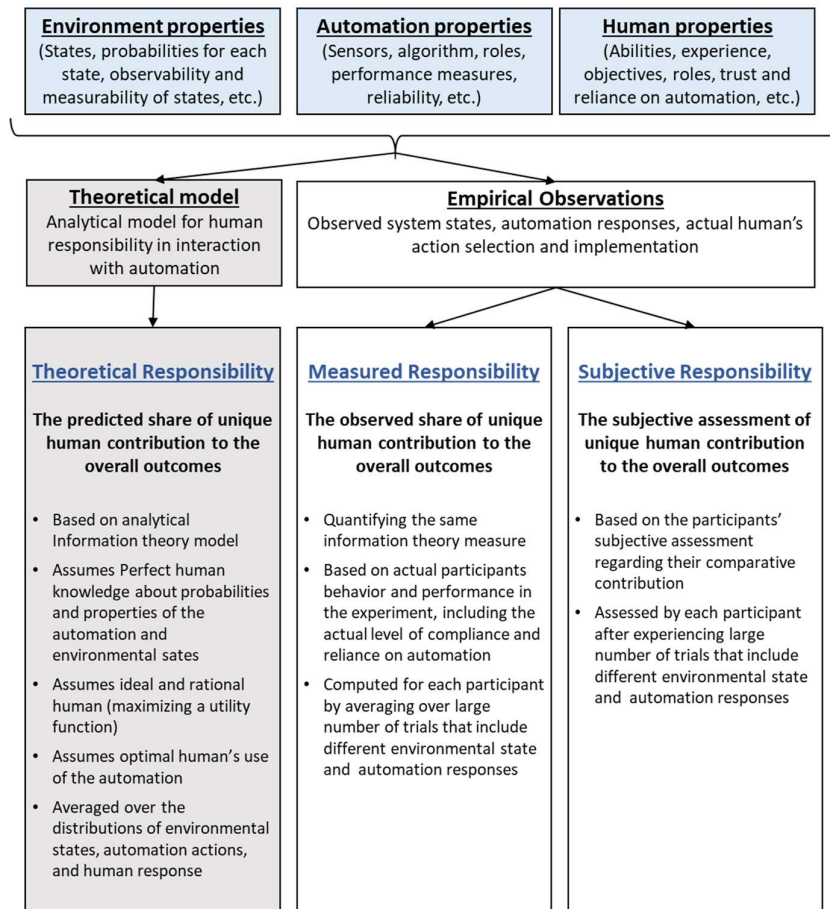 Environment properties
(States, probabilities for each
state, observability and
measurability of states, etc.)
Automation properties
(Sensors, algorithm, roles,
performance measures,
reliability, etc.)
Human properties
(Abilities, experience,
objectives, roles, trust and
reliance on automation, etc.)
Theoretical model
Analytical model for human
responsibility in interaction
with automation
Empirical Observations
Observed system states, automation responses, actual human's
action selection and implementation
Theoretical Responsibility
The predicted share of unique
human contribution to the
overall outcomes
• Based on analytical
Information theory model
• Assumes Perfect human
knowledge about probabilities
and properties of the
automation and
environmental sates
• Assumes ideal and rational
human (maximizing a utility
function)
• Assumes optimal human's use
of the automation
• Averaged over the
distributions of environmental
states, automation actions,
and human response
Measured Responsibility
The observed share of unique
human contribution to the
overall outcomes
• Quantifying the same
information theory measure
• Based on actual participants
behavior and performance in
the experiment, including the
actual level of compliance and
reliance on automation
• Computed for each participant
by averaging over large
number of trials that include
different environmental state
and automation responses
Subjective Responsibility
The subjective assessment of
unique human contribution
to the overall outcomes
• Based on the participants'
subjective assessment
regarding their comparative
contribution
• Assessed by each participant
after experiencing large
number of trials that include
different environmental state
and automation responses